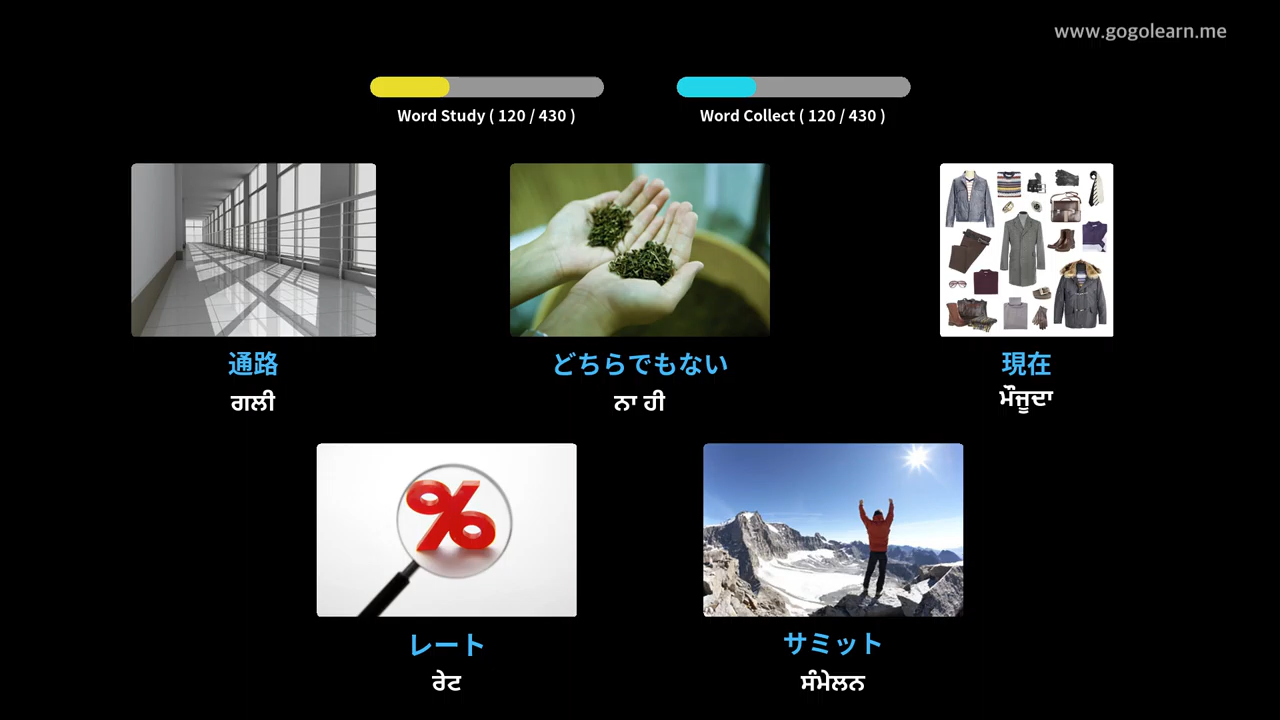 www.gogolearn.me
Word Study ( 120 / 430 )
Word Collect ( 120 / 430 )
通路
ਗਲੀ
どちらでもない
ਨਾ ਹੀ
現在
ਮੌਜੂਦਾ
レート
ਰੇਟ
サミット
ਸੰਮੇਲਨ